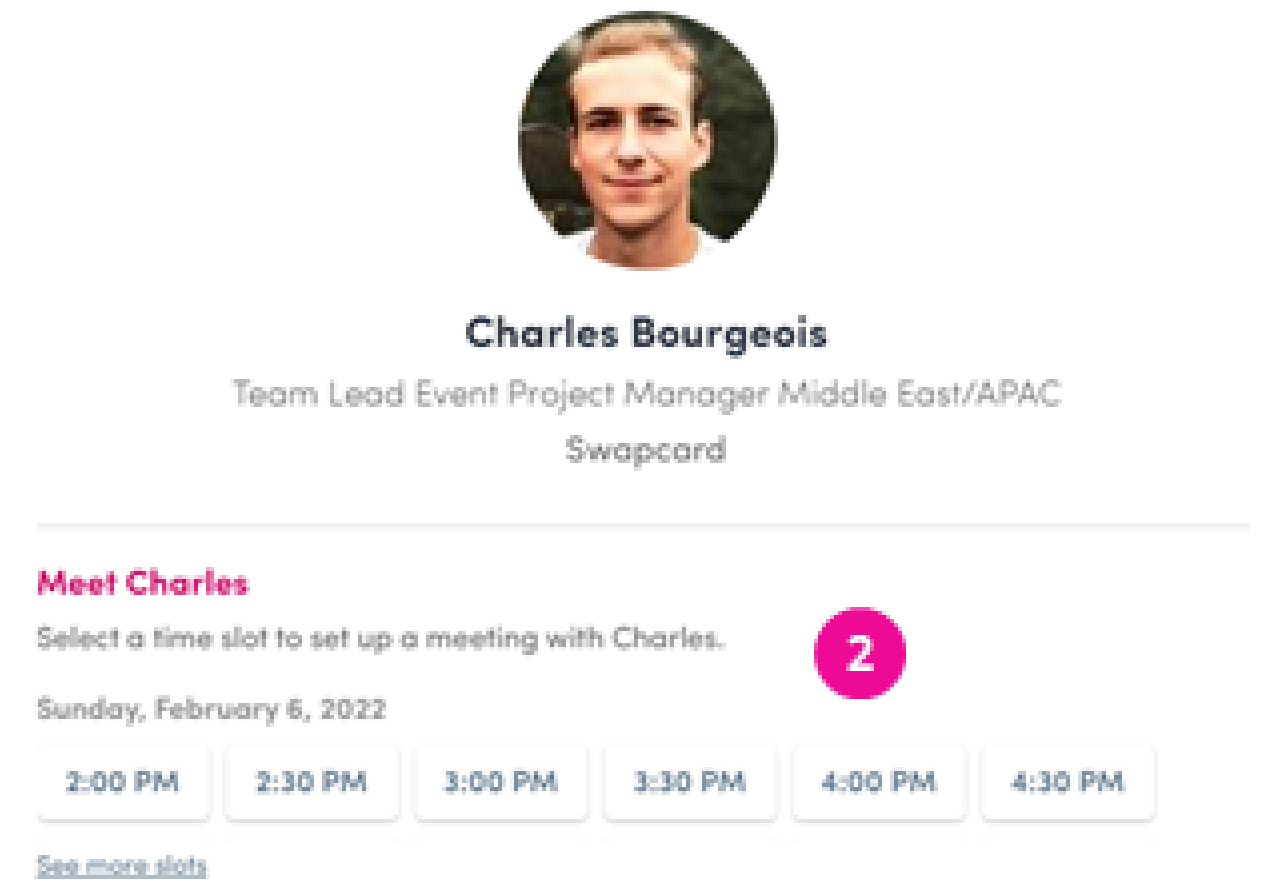 Charles Bourgeois
Team Lead Event Project Manager Middle East/APAC
Swapcard
Meet Charles
Select a time slot to set up a meeting with Charles.
2
Sunday, February 6, 2022
2:00 PM 2:30 PM 3:00 PM 3:30 PM 4:00 PM 4:30 PM
See more slots